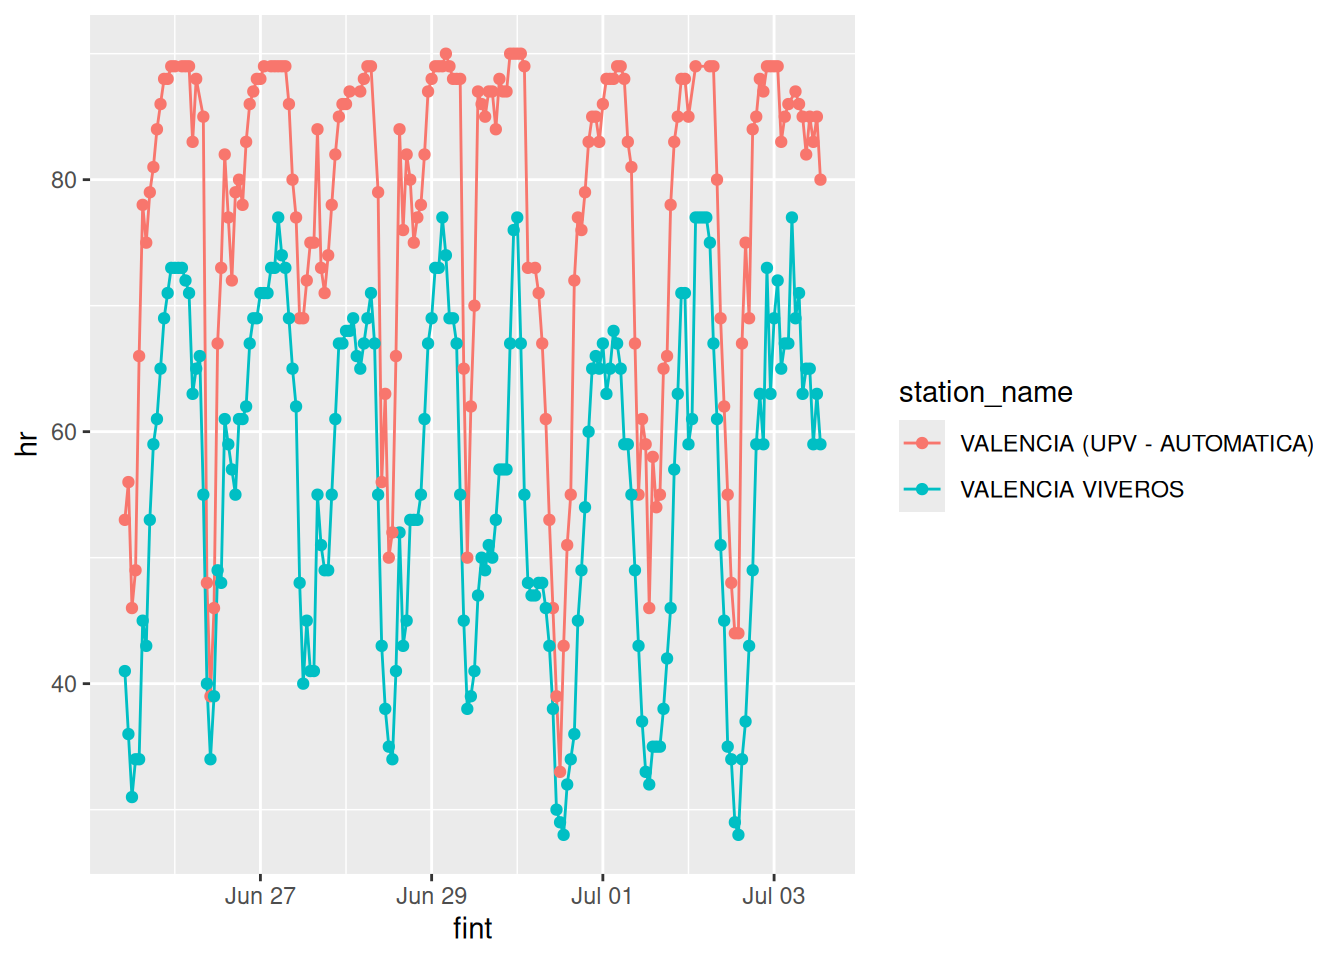 80
60
40
hr
Jun 27
Jun 29
Jul 01
Jul 03
fint
station_name
VALENCIA (UPV - AUTOMATICA)
VALENCIA VIVEROS